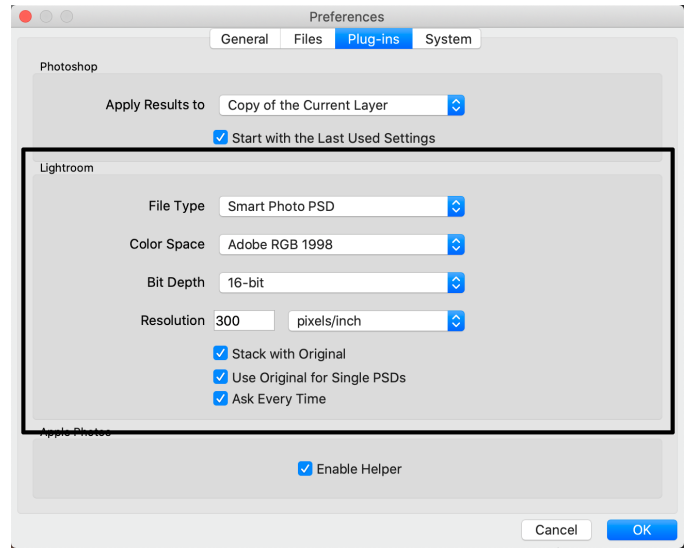 Preferences
General Files Plug-ins System
Photoshop
Apply Results to Copy of the Current Layer
Start with the Last Used Settings
Lightroom
File Type Smart Photo PSD
Color Space Adobe RGB 1998
Bit Depth 16-bit
Resolution 300 pixels/inch
Stack with Original
Use Original for Single PSDs
Ask Every Time
Apple Photos
Enable Helper
Cancel OK